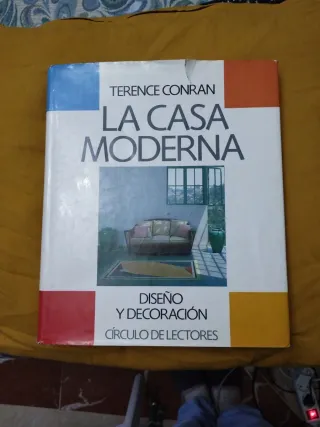 TERENCE CONRAN
LA CASA
MODERNA
DISEÑO
Y DECORACIÓN
CÍRCULO DE LECTORES